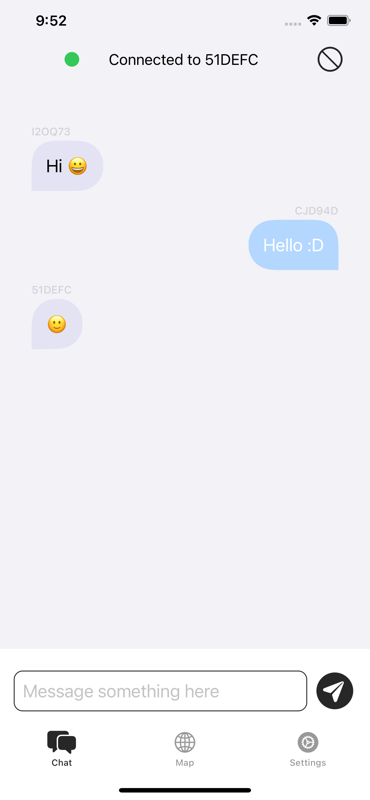 9:52
Connected to 51DEFC
I2OQ73
Hi 😀
CJD94D
Hello :D
51DEFC
🙂
Message something here
Chat
Map
Settings